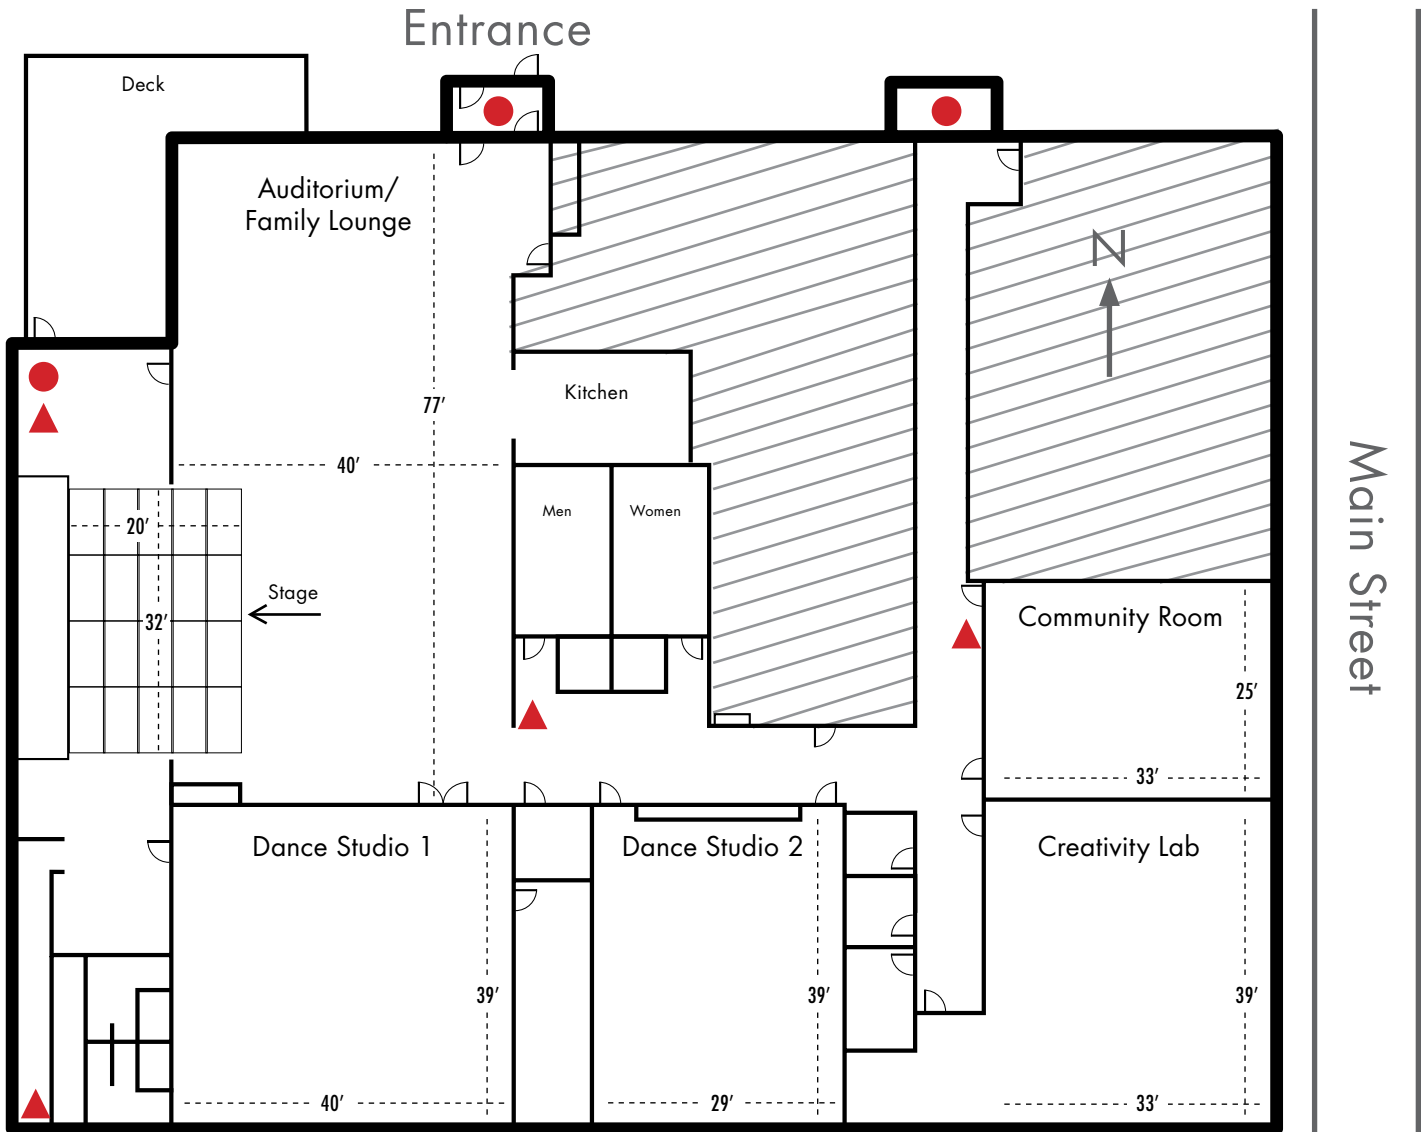 Entrance
Deck
Auditorium/
Family Lounge
N
Kitchen
77'
40'
Men
Women
20'
Stage
32'
Main Street
Community Room
25'
33'
Dance Studio 1
Dance Studio 2
Creativity Lab
39'
39'
39'
40'
29'
33'